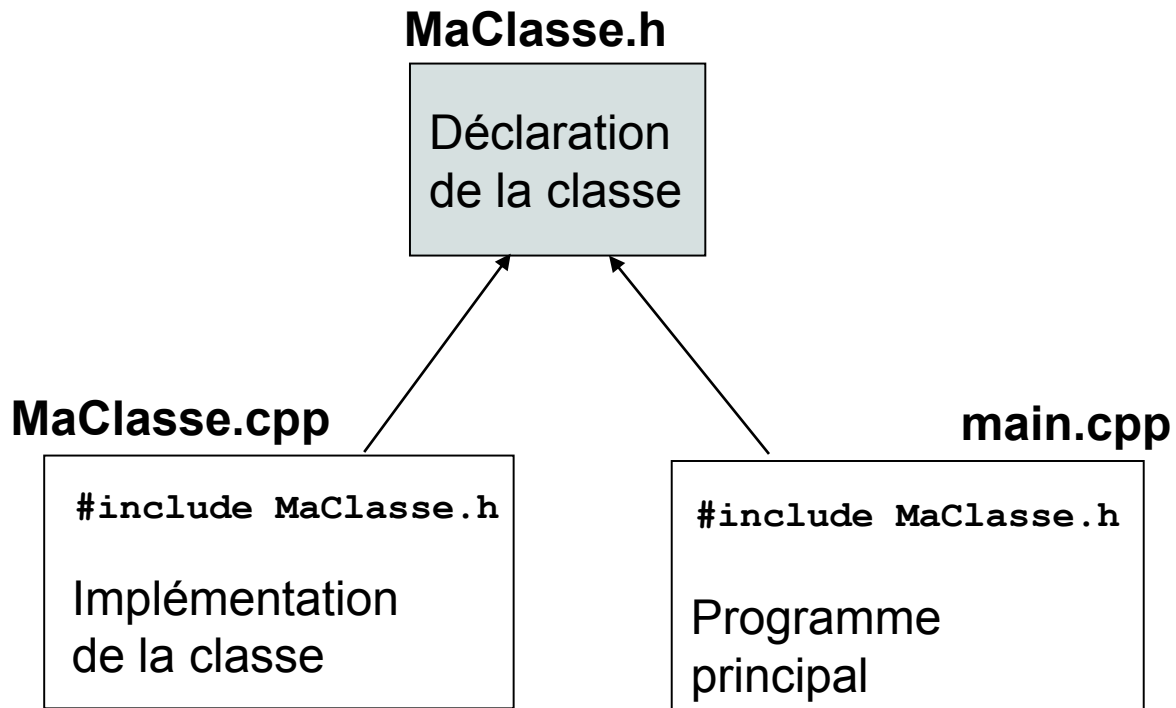 MaClasse.h
Déclaration
de la classe
MaClasse.cpp
#include MaClasse.h
Implémentation
de la classe
main.cpp
#include MaClasse.h
Programme
principal